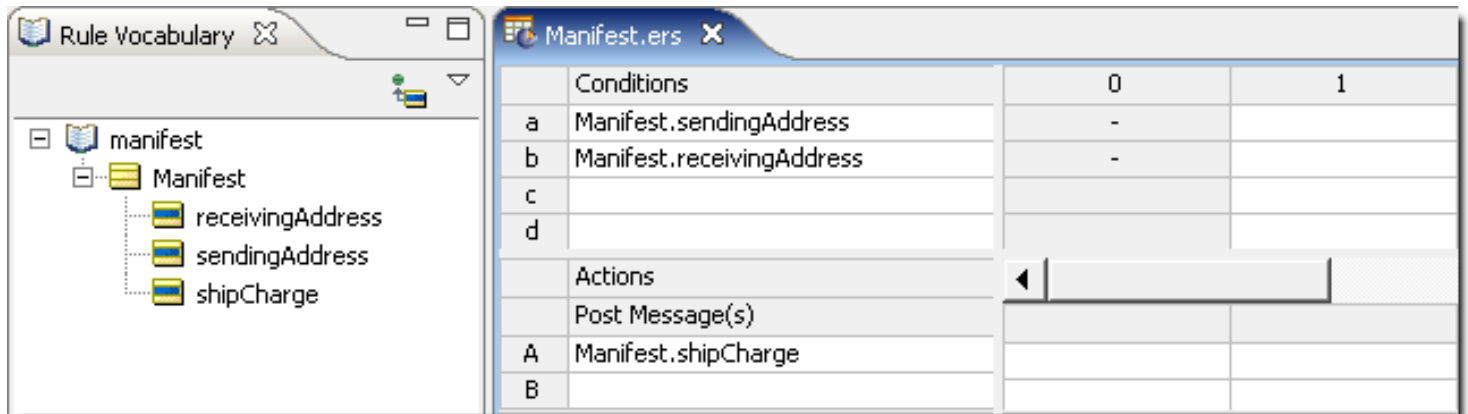 Rule Vocabulary
manifest
Manifest
receivingAddress
sendingAddress
shipCharge
Manifest.ers
Conditions 0 1
a Manifest.sendingAddress -
b Manifest.receivingAddress -
c
d
Actions
Post Message(s)
A Manifest.shipCharge
B